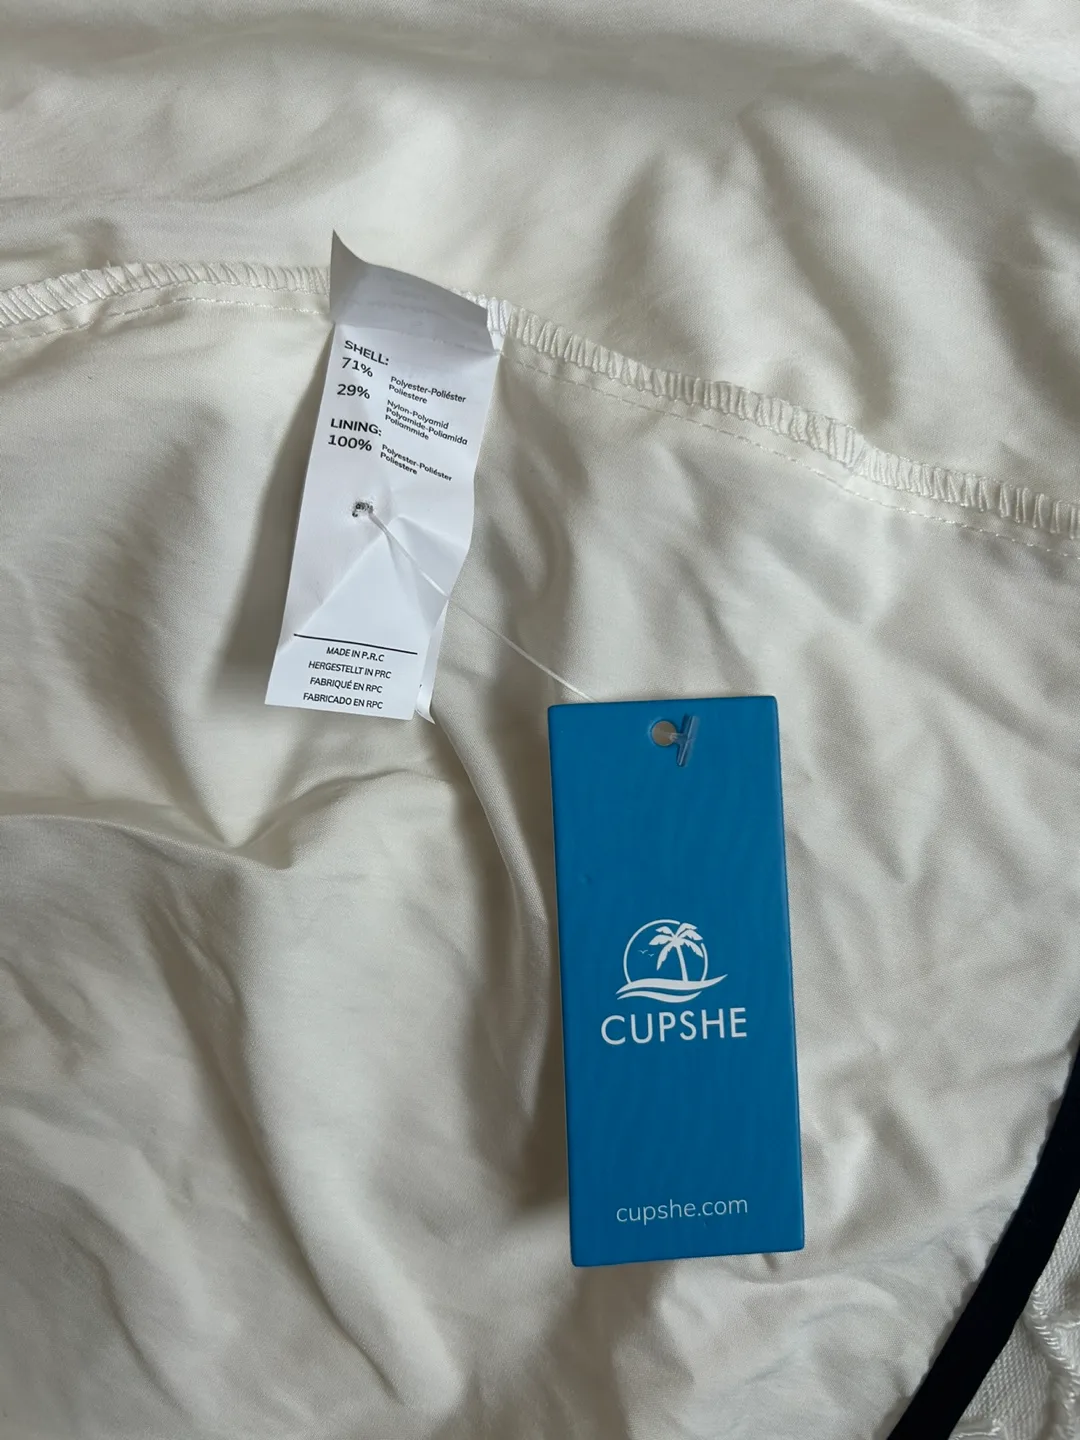 SHELL:
71% Polyester-Poliéster
Poliestere
29% Nylon-Polyamid
Polyamide-Poliamida
Poliammide
LINING:
100% Polyester-Poliéster
Poliestere
MADE IN P.R.C
HERGESTELLT IN PRC
FABRIQUÉ EN RPC
FABRICADO EN RPC
CUPSHE
cupshe.com